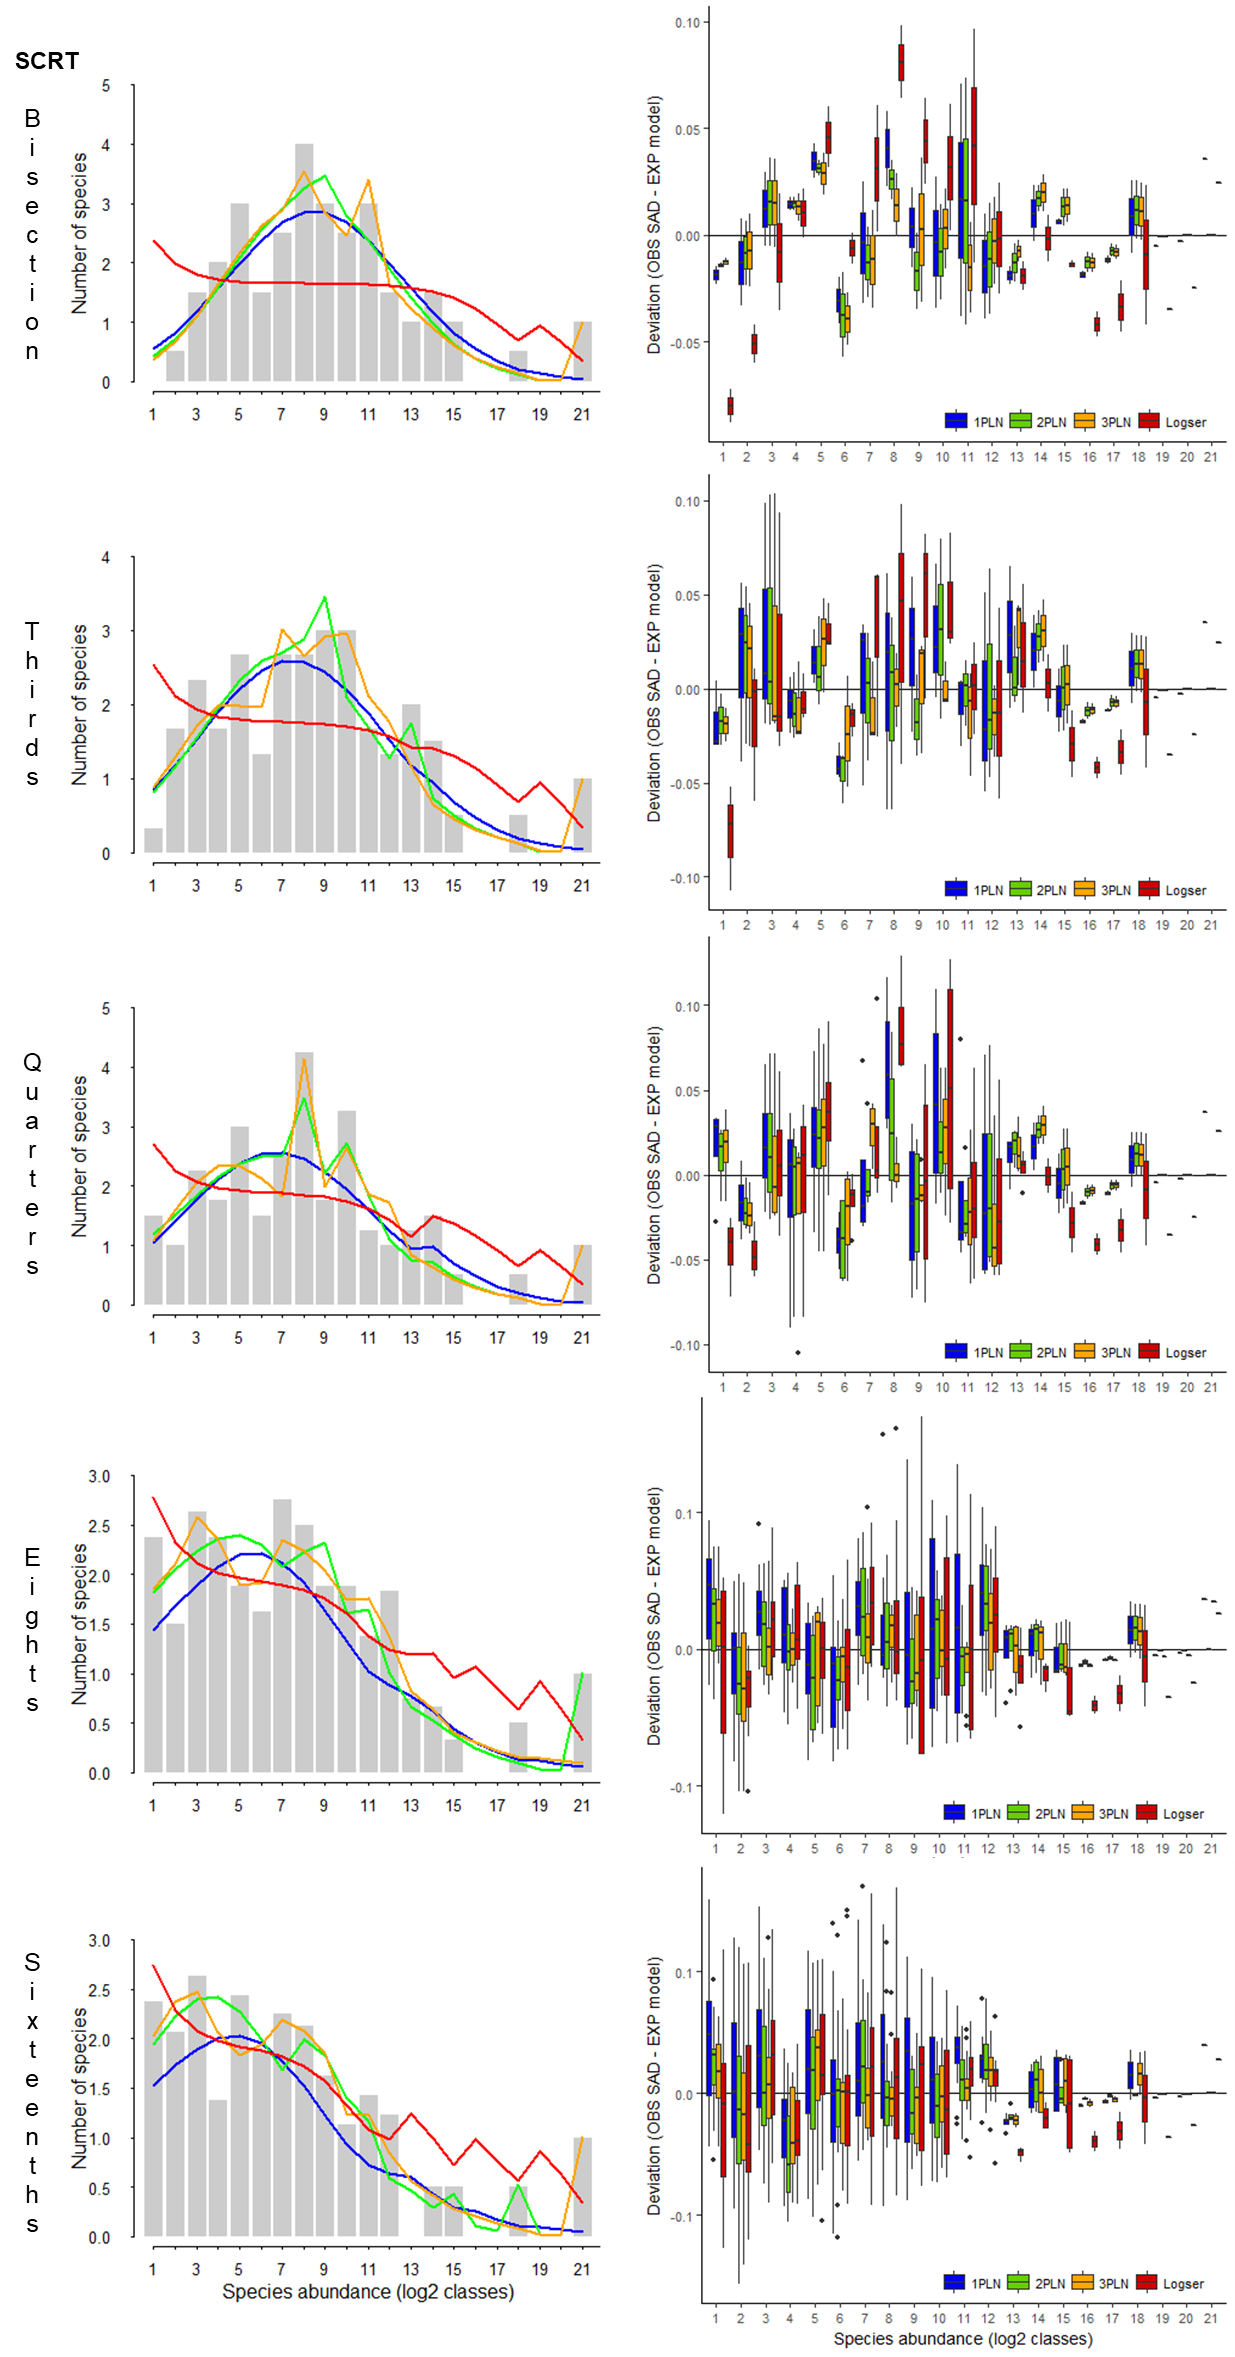 SCRT
Bisection
Number of species
5
4
3
2
1
0
1 3 5 7 9 11 13 15 17 19 21
Deviation (OBS SAD - EXP model)
0.10
0.05
0.00
-0.05
1PLN 2PLN 3PLN Logser
1 2 3 4 5 6 7 8 9 10 11 12 13 14 15 16 17 18 19 20 21
Thirds
Number of species
4
3
2
1
0
1 3 5 7 9 11 13 15 17 19 21
Deviation (OBS SAD - EXP model)
0.10
0.05
0.00
-0.05
-0.10
1PLN 2PLN 3PLN Logser
1 2 3 4 5 6 7 8 9 10 11 12 13 14 15 16 17 18 19 20 21
Quarters
Number of species
5
4
3
2
1
0
1 3 5 7 9 11 13 15 17 19 21
Deviation (OBS SAD - EXP model)
0.10
0.05
0.00
-0.05
-0.10
1PLN 2PLN 3PLN Logser
1 2 3 4 5 6 7 8 9 10 11 12 13 14 15 16 17 18 19 20 21
Eights
Number of species
3.0
2.5
2.0
1.5
1.0
0.5
0.0
1 3 5 7 9 11 13 15 17 19 21
Deviation (OBS SAD - EXP model)
0.1
0.0
-0.1
1PLN 2PLN 3PLN Logser
1 2 3 4 5 6 7 8 9 10 11 12 13 14 15 16 17 18 19 20 21
Sixteenths
Number of species
3.0
2.5
2.0
1.5
1.0
0.5
0.0
1 3 5 7 9 11 13 15 17 19 21
Species abundance (log2 classes)
Deviation (OBS SAD - EXP model)
0.1
0.0
-0.1
1PLN 2PLN 3PLN Logser
1 2 3 4 5 6 7 8 9 10 11 12 13 14 15 16 17 18 19 20 21
Species abundance (log2 classes)